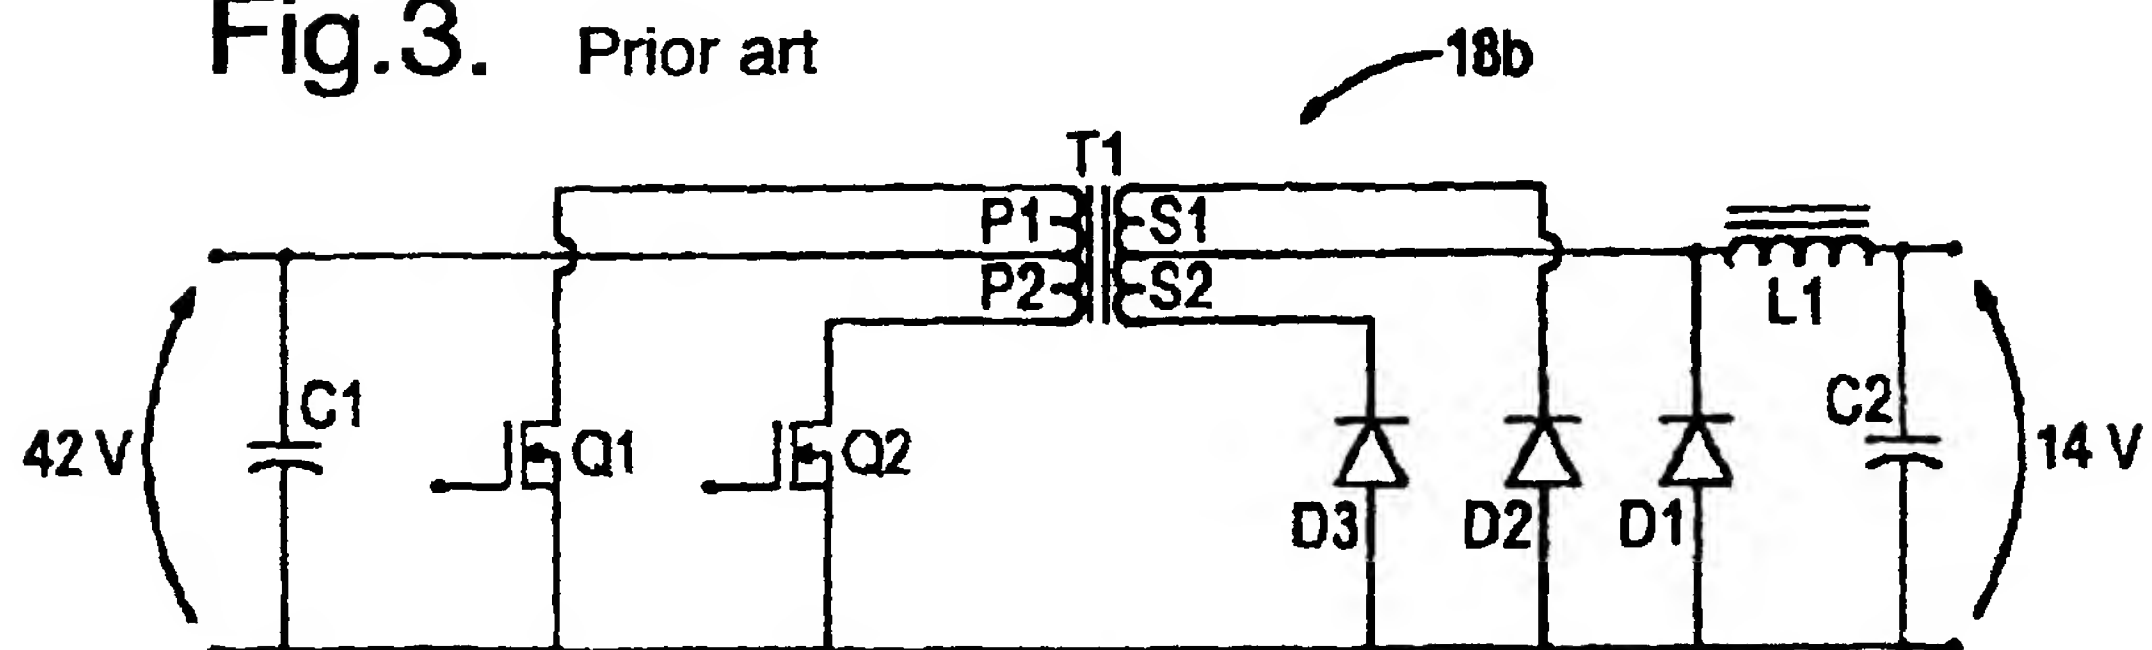 Fig.3. Prior art
18b
T1
P1 S1
P2 S2
L1
C1
C2
42 V
Q1
Q2
14 V
D3
D2
D1